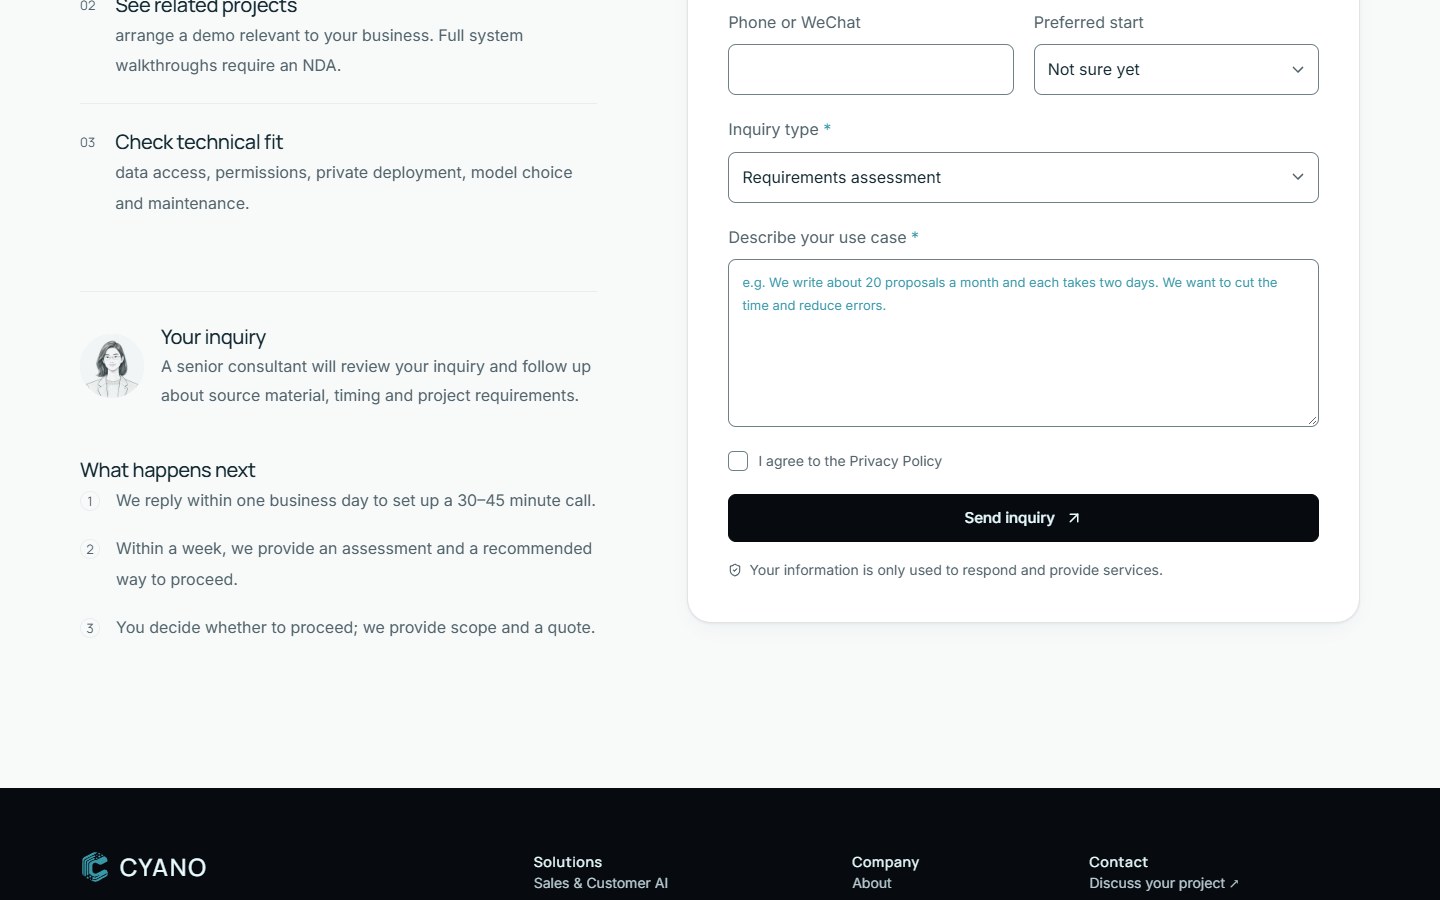 02 See related projects
arrange a demo relevant to your business. Full system
walkthroughs require an NDA.
03 Check technical fit
data access, permissions, private deployment, model choice
and maintenance.
Your inquiry
A senior consultant will review your inquiry and follow up
about source material, timing and project requirements.
What happens next
1 We reply within one business day to set up a 30–45 minute call.
2 Within a week, we provide an assessment and a recommended
way to proceed.
3 You decide whether to proceed; we provide scope and a quote.
Phone or WeChat
Preferred start
Not sure yet
Inquiry type *
Requirements assessment
Describe your use case *
e.g. We write about 20 proposals a month and each takes two days. We want to cut the
time and reduce errors.
I agree to the Privacy Policy
Send inquiry
Your information is only used to respond and provide services.
CYANO
Solutions
Sales & Customer AI
Company
About
Contact
Discuss your project ↗